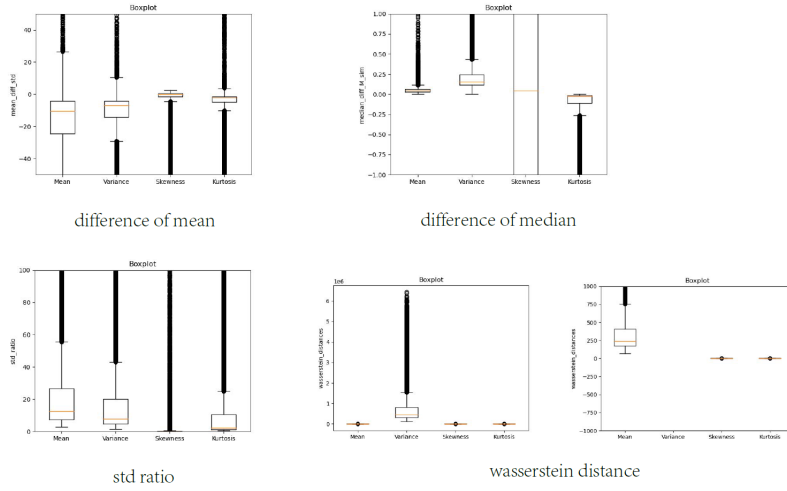 Boxplot
mean_diff_std
40
20
0
−20
−40
Mean Variance Skewness Kurtosis
difference of mean
Boxplot
median_diff_M_sim
1.00
0.75
0.50
0.25
0.00
−0.25
−0.50
−0.75
−1.00
Mean Variance Skewness Kurtosis
difference of median
Boxplot
std_ratio
100
80
60
40
20
0
Mean Variance Skewness Kurtosis
std ratio
1e6
Boxplot
wasserstein_distances
6
5
4
3
2
1
0
Mean Variance Skewness Kurtosis
Boxplot
wasserstein_distances
1000
750
500
250
0
−250
−500
−750
−1000
Mean Variance Skewness Kurtosis
wasserstein distance